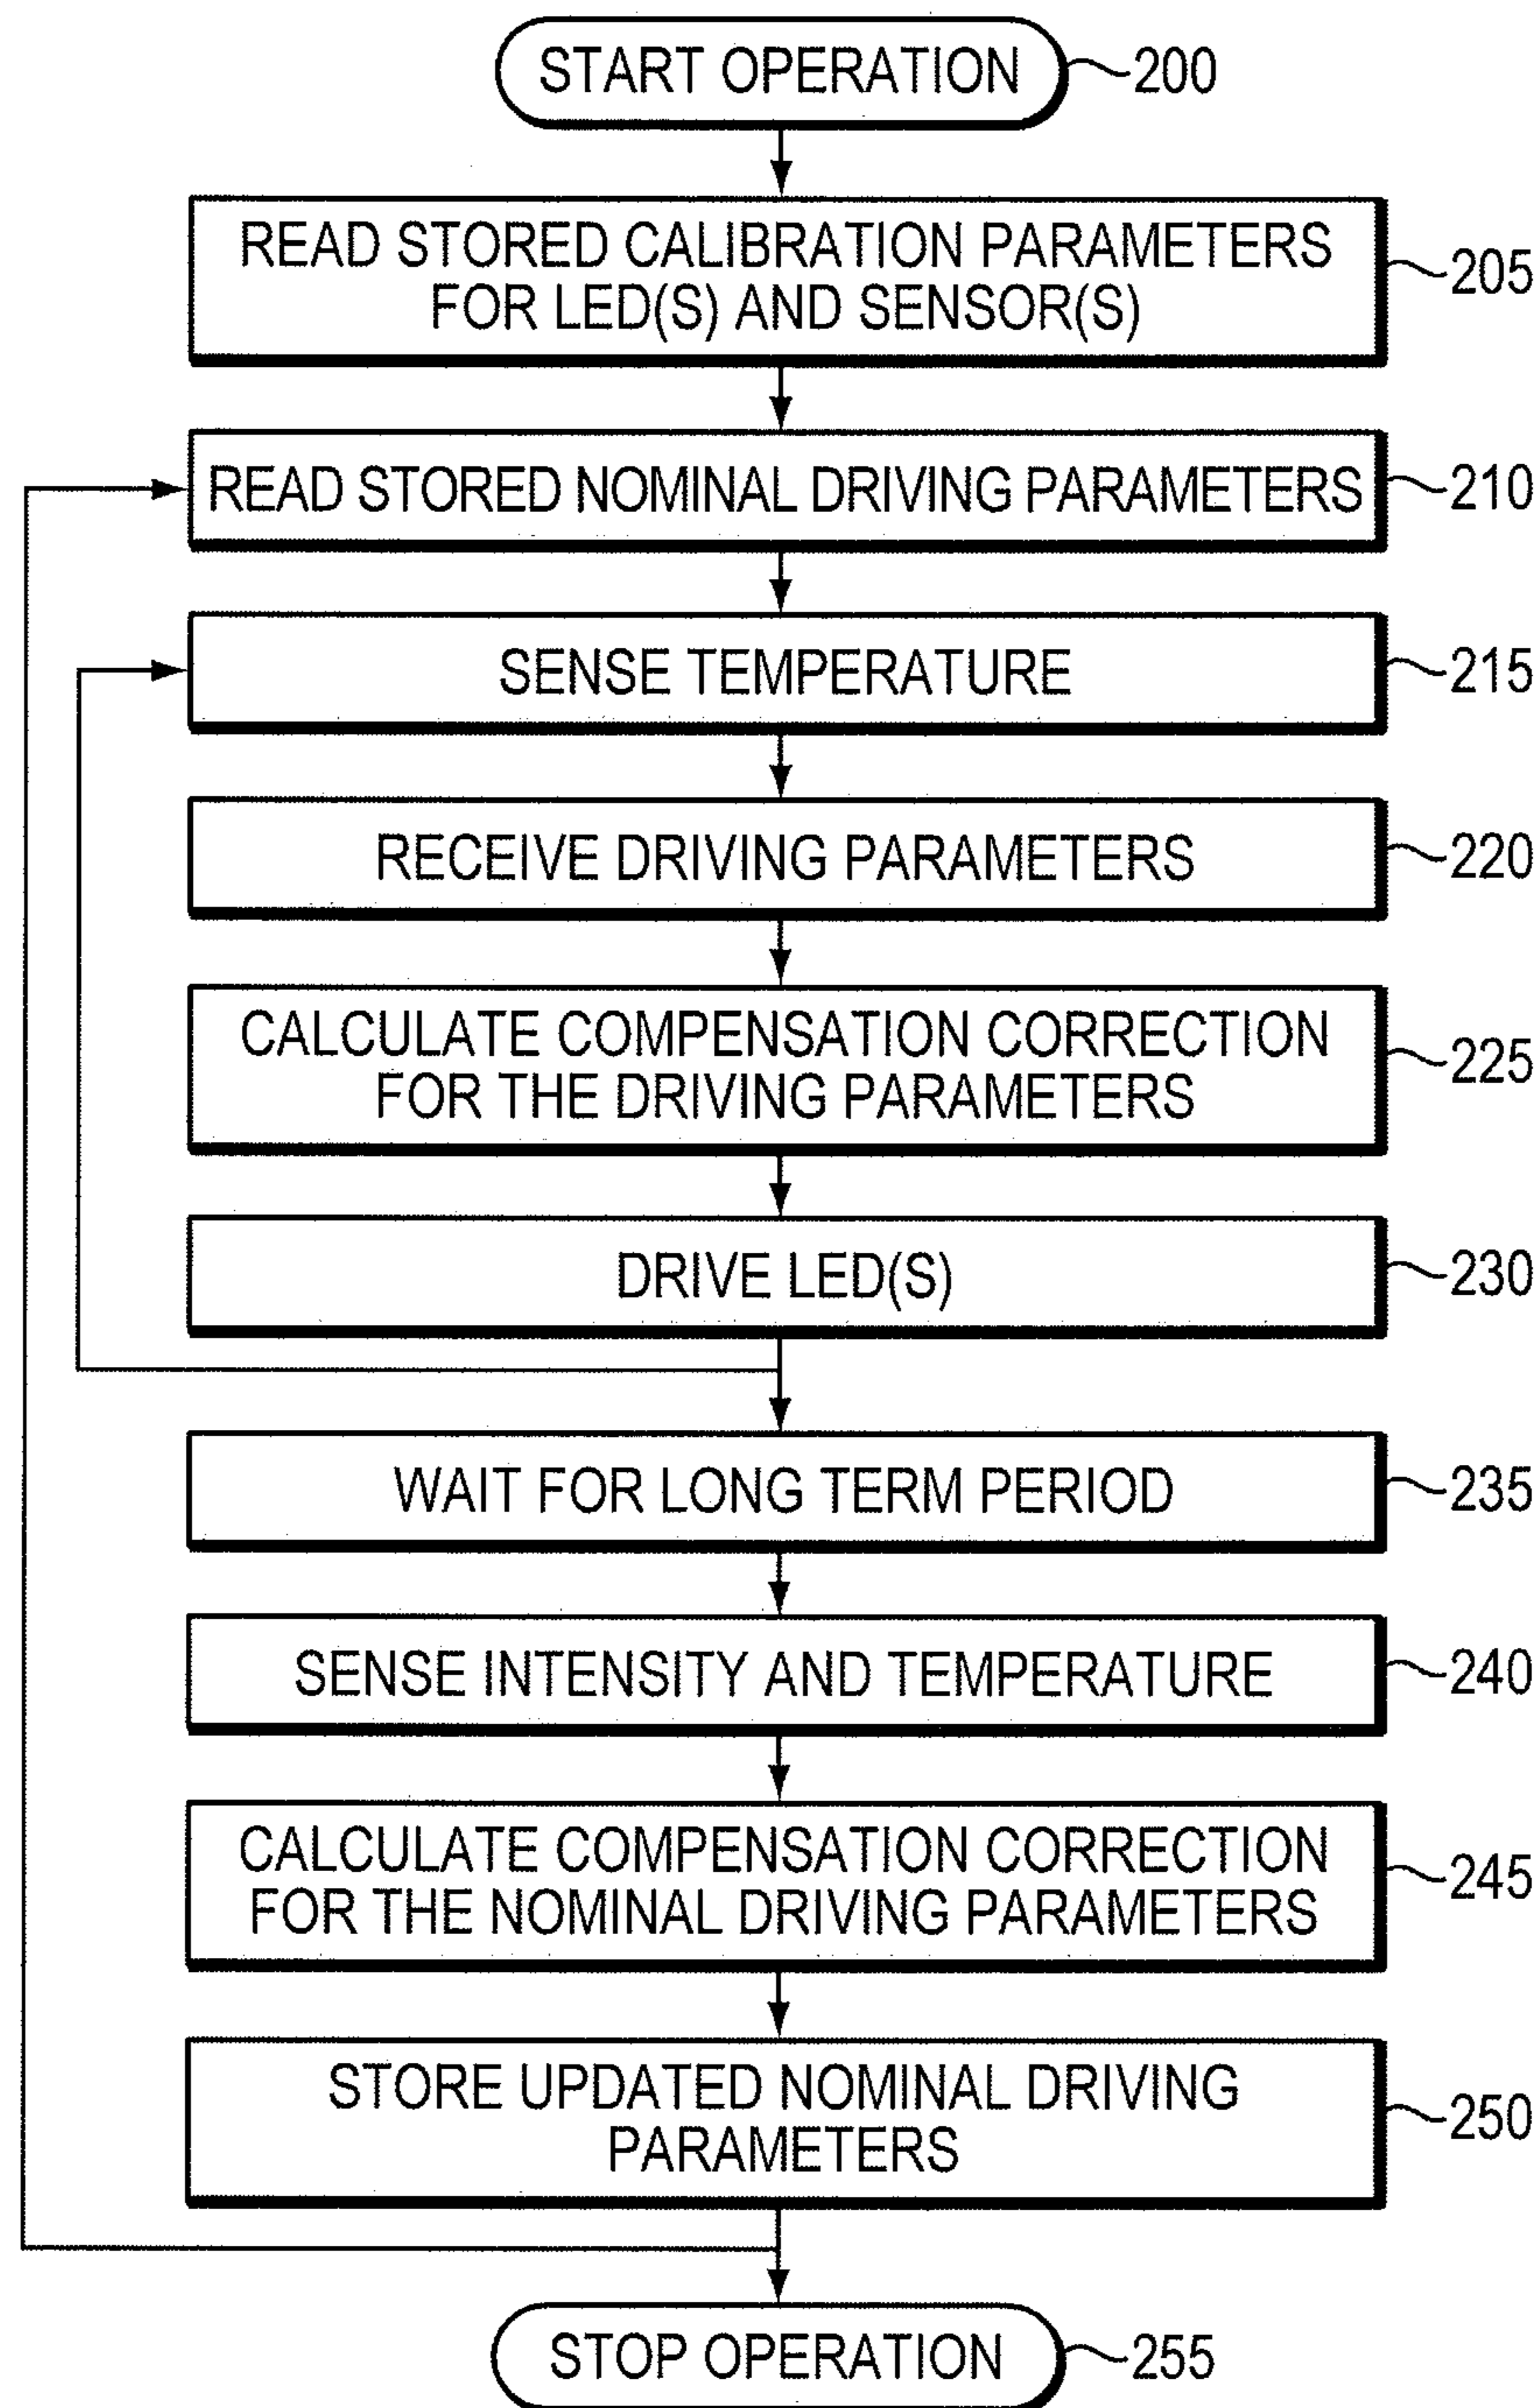 START OPERATION 200
READ STORED CALIBRATION PARAMETERS
FOR LED(S) AND SENSOR(S)
205
READ STORED NOMINAL DRIVING PARAMETERS 210
SENSE TEMPERATURE 215
RECEIVE DRIVING PARAMETERS 220
CALCULATE COMPENSATION CORRECTION
FOR THE DRIVING PARAMETERS
225
DRIVE LED(S) 230
WAIT FOR LONG TERM PERIOD 235
SENSE INTENSITY AND TEMPERATURE 240
CALCULATE COMPENSATION CORRECTION
FOR THE NOMINAL DRIVING PARAMETERS
245
STORE UPDATED NOMINAL DRIVING
PARAMETERS
250
STOP OPERATION 255